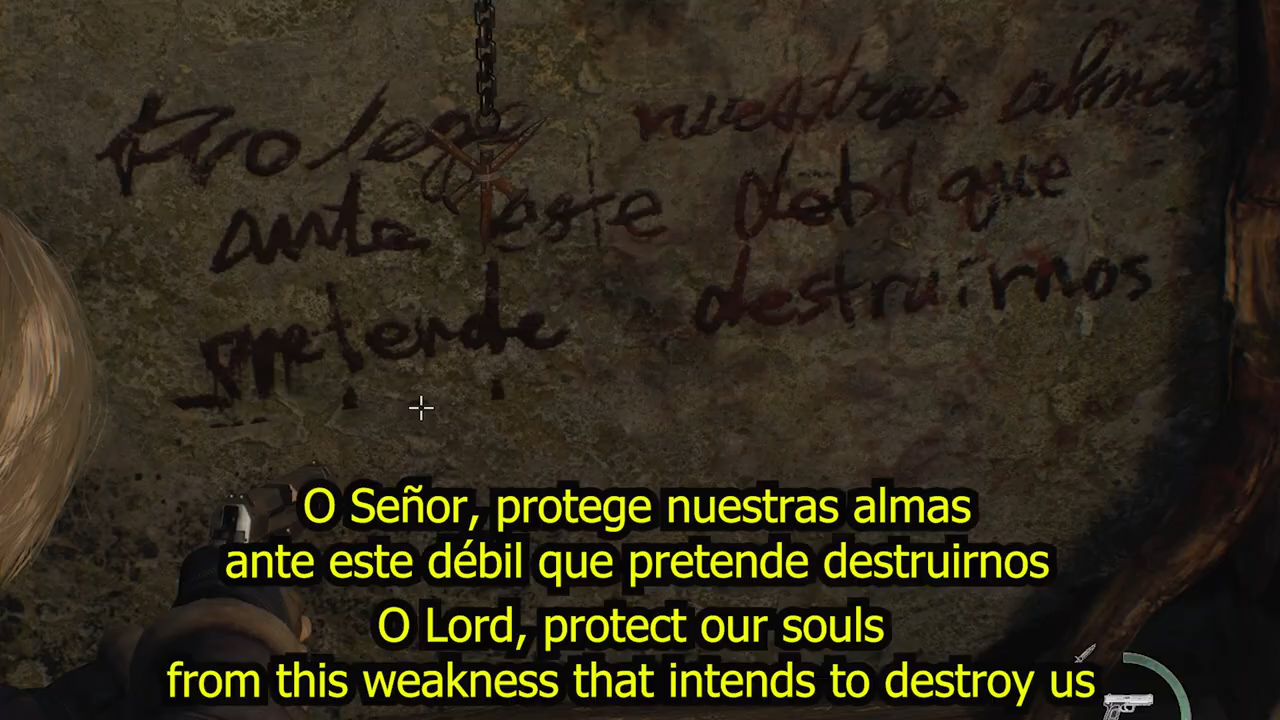 Protege nuestras almas
ante este debil que
pretende destruirnos
O Señor, protege nuestras almas
ante este débil que pretende destruirnos
O Lord, protect our souls
from this weakness that intends to destroy us